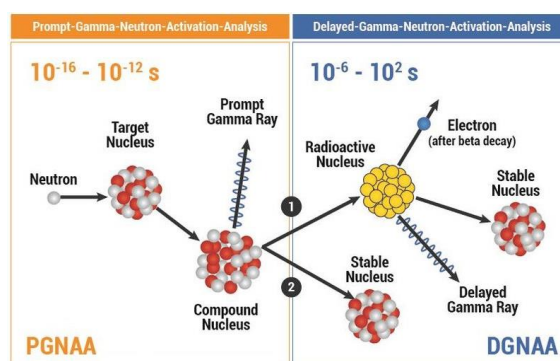 Prompt-Gamma-Neutron-Activation-Analysis
Delayed-Gamma-Neutron-Activation-Analysis
10-16 - 10-12 s
10-6 - 102 s
Prompt
Gamma Ray
Target
Nucleus
Neutron
Compound
Nucleus
1
2
Radioactive
Nucleus
Electron
(after beta decay)
Stable
Nucleus
Stable
Nucleus
Delayed
Gamma Ray
PGNAA
DGNAA